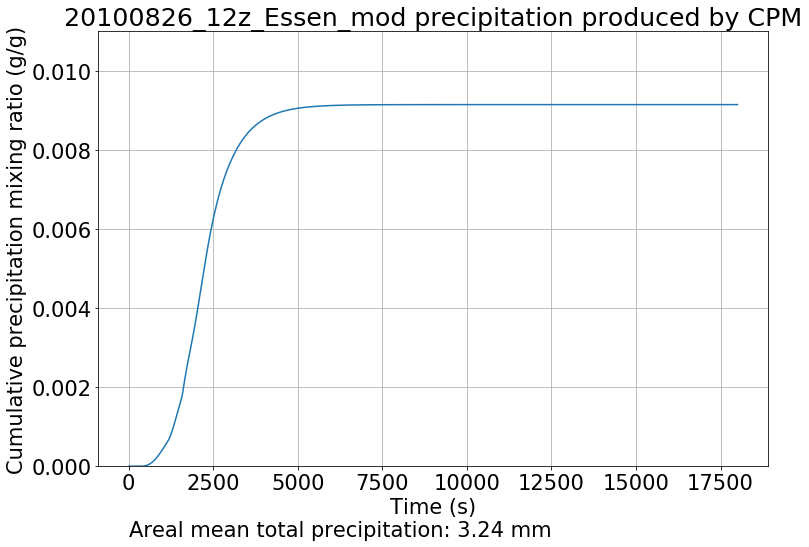 20100826_12z_Essen_mod precipitation produced by CPM
Cumulative precipitation mixing ratio (g/g)
0.010
0.008
0.006
0.004
0.002
0.000
0 2500 5000 7500 10000 12500 15000 17500
Time (s)
Areal mean total precipitation: 3.24 mm